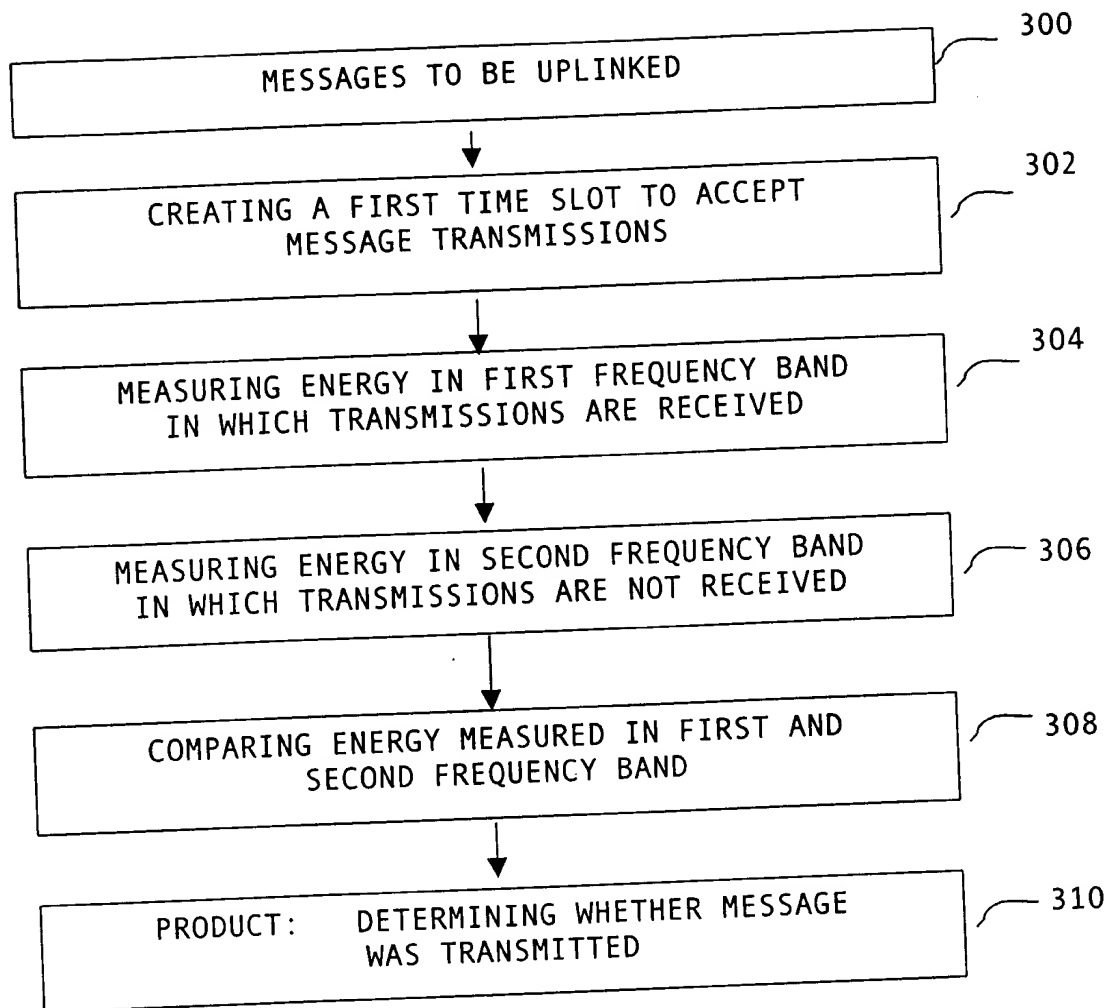 300
MESSAGES TO BE UPLINKED
302
CREATING A FIRST TIME SLOT TO ACCEPT
MESSAGE TRANSMISSIONS
304
MEASURING ENERGY IN FIRST FREQUENCY BAND
IN WHICH TRANSMISSIONS ARE RECEIVED
306
MEASURING ENERGY IN SECOND FREQUENCY BAND
IN WHICH TRANSMISSIONS ARE NOT RECEIVED
308
COMPARING ENERGY MEASURED IN FIRST AND
SECOND FREQUENCY BAND
310
PRODUCT: DETERMINING WHETHER MESSAGE
WAS TRANSMITTED